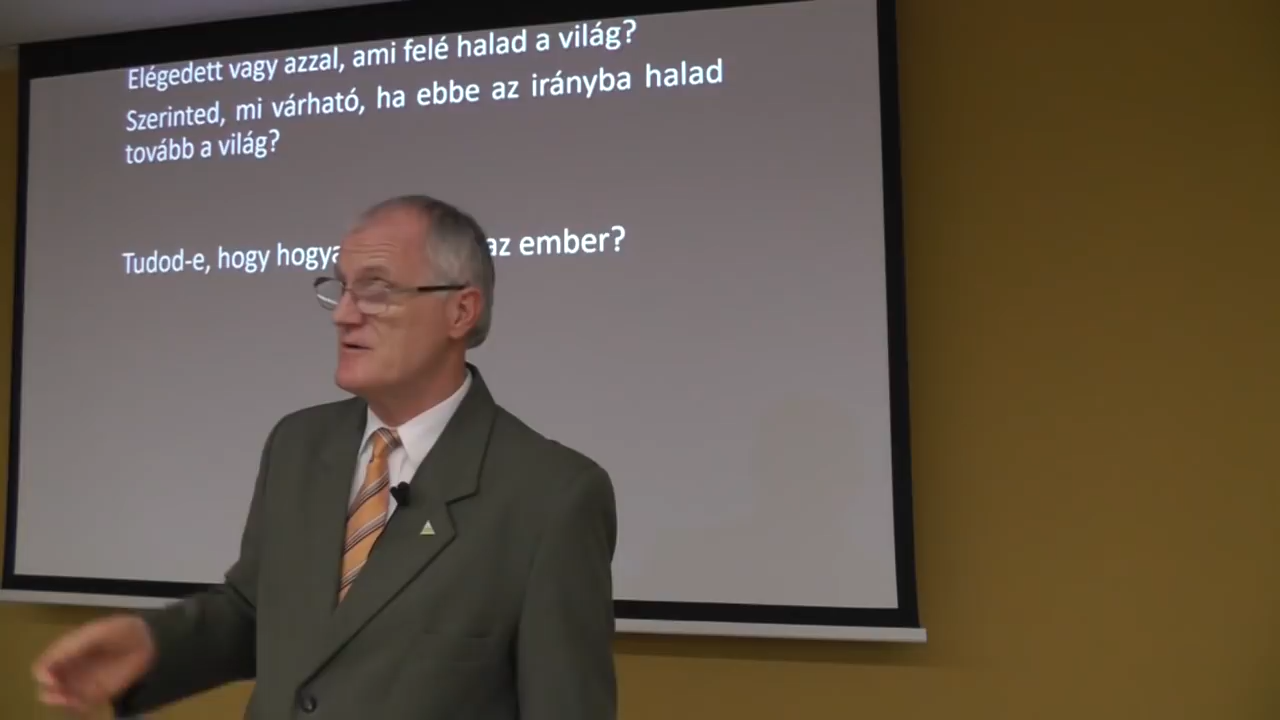 Elégedett vagy azzal, ami felé halad a világ?
Szerinted, mi várható, ha ebbe az irányba halad
tovább a világ?
Tudod-e, hogy az ember?